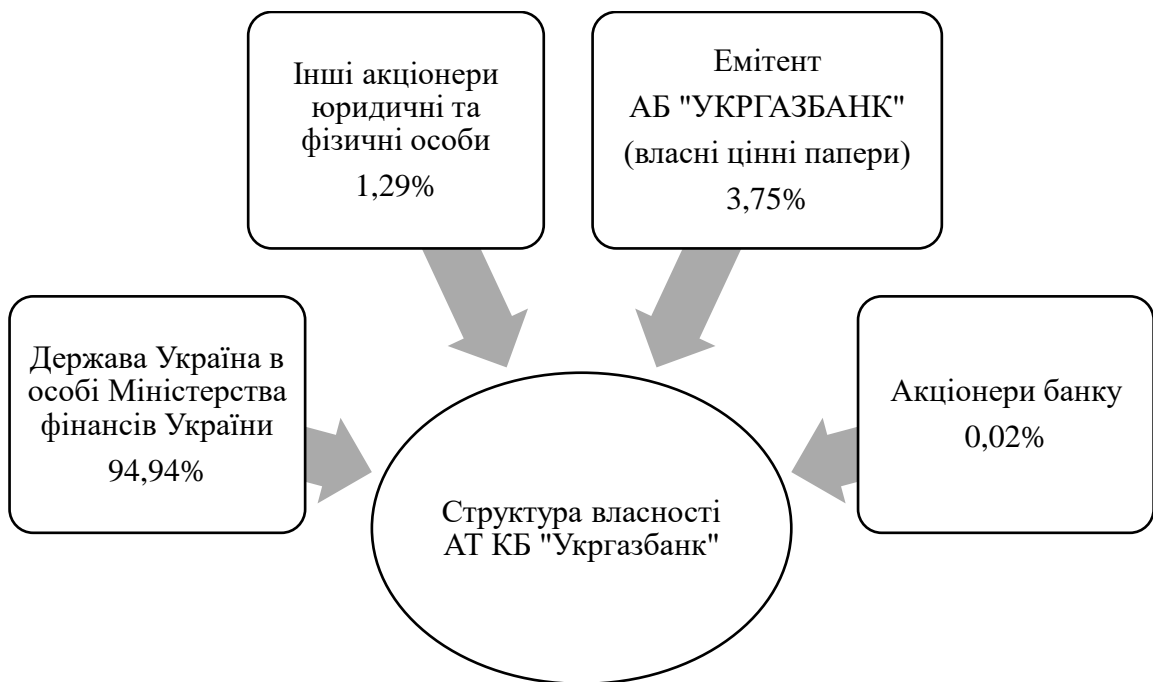 Інші акціонери
юридичні та
фізичні особи
1,29%
Емітент
АБ "УКРГАЗБАНК"
(власні цінні папери)
3,75%
Держава Україна в
особі Міністерства
фінансів України
94,94%
Акціонери банку
0,02%
Структура власності
АТ КБ "Укргазбанк"